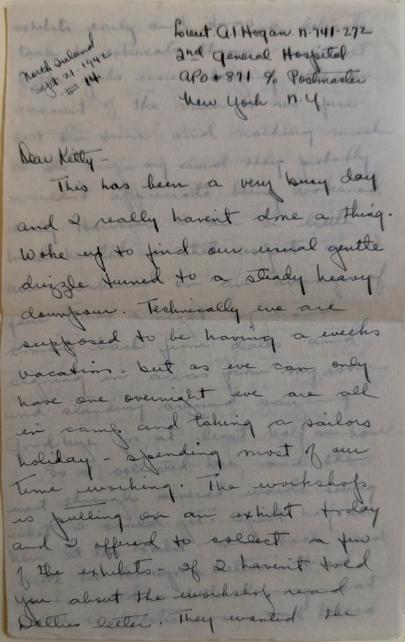 Lieut. A I Hogan N-741-272
2nd General Hospital
APO # 871 % Postmaster
New York. N.Y
North Ireland
Sept. 21-1942
# 14
Dear Kitty-
This has been a very busy day
and I really haven't done a thing.
Woke up to find our usual gentle
drizzle turned to a steady heavy
downpour. Technically we are
supposed to be having a weeks
vacation. but as we can only
have one overnight we are all
in camp and taking a sailors
holiday - spending most of our
time working. The workshop
is putting on an exhibit today
and I offered to collect a few
of the exhibits - If I haven't told
you about the workshop read
Dotties letter. They wanted the